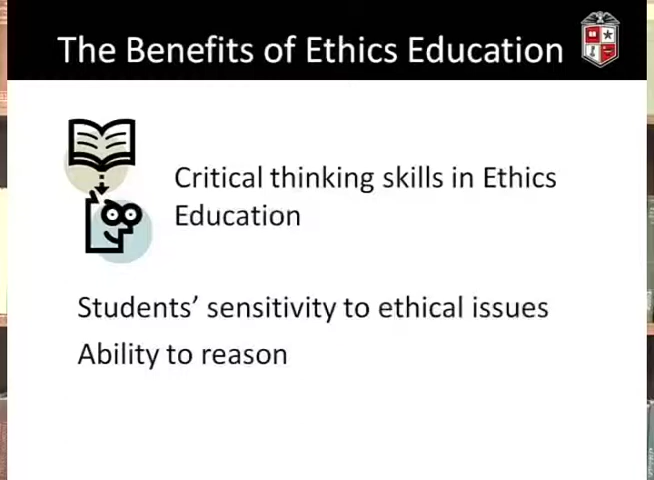 The Benefits of Ethics Education
Critical thinking skills in Ethics
Education
Students’ sensitivity to ethical issues
Ability to reason